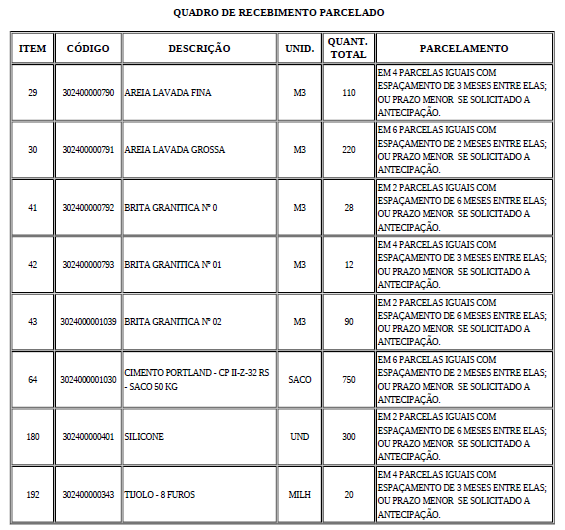 QUADRO DE RECEBIMENTO PARCELADO
ITEM CÓDIGO DESCRIÇÃO UNID. QUANT. TOTAL PARCELAMENTO
29 302400000790 AREIA LAVADA FINA M3 110 EM 4 PARCELAS IGUAIS COM
ESPAÇAMENTO DE 3 MESES ENTRE ELAS;
OU PRAZO MENOR SE SOLICITADO A
ANTECIPAÇÃO.
30 302400000791 AREIA LAVADA GROSSA M3 220 EM 6 PARCELAS IGUAIS COM
ESPAÇAMENTO DE 2 MESES ENTRE ELAS;
OU PRAZO MENOR SE SOLICITADO A
ANTECIPAÇÃO.
41 302400000792 BRITA GRANITICA Nº 0 M3 28 EM 2 PARCELAS IGUAIS COM
ESPAÇAMENTO DE 6 MESES ENTRE ELAS;
OU PRAZO MENOR SE SOLICITADO A
ANTECIPAÇÃO.
42 302400000793 BRITA GRANITICA Nº 01 M3 12 EM 4 PARCELAS IGUAIS COM
ESPAÇAMENTO DE 3 MESES ENTRE ELAS;
OU PRAZO MENOR SE SOLICITADO A
ANTECIPAÇÃO.
43 3024000001039 BRITA GRANITICA Nº 02 M3 90 EM 2 PARCELAS IGUAIS COM
ESPAÇAMENTO DE 6 MESES ENTRE ELAS;
OU PRAZO MENOR SE SOLICITADO A
ANTECIPAÇÃO.
64 3024000001030 CIMENTO PORTLAND - CP II-Z-32 RS
- SACO 50 KG SACO 750 EM 6 PARCELAS IGUAIS COM
ESPAÇAMENTO DE 2 MESES ENTRE ELAS;
OU PRAZO MENOR SE SOLICITADO A
ANTECIPAÇÃO.
180 302400000401 SILICONE UND 300 EM 2 PARCELAS IGUAIS COM
ESPAÇAMENTO DE 6 MESES ENTRE ELAS;
OU PRAZO MENOR SE SOLICITADO A
ANTECIPAÇÃO.
192 302400000343 TIJOLO - 8 FUROS MILH 20 EM 4 PARCELAS IGUAIS COM
ESPAÇAMENTO DE 3 MESES ENTRE ELAS;
OU PRAZO MENOR SE SOLICITADO A
ANTECIPAÇÃO.